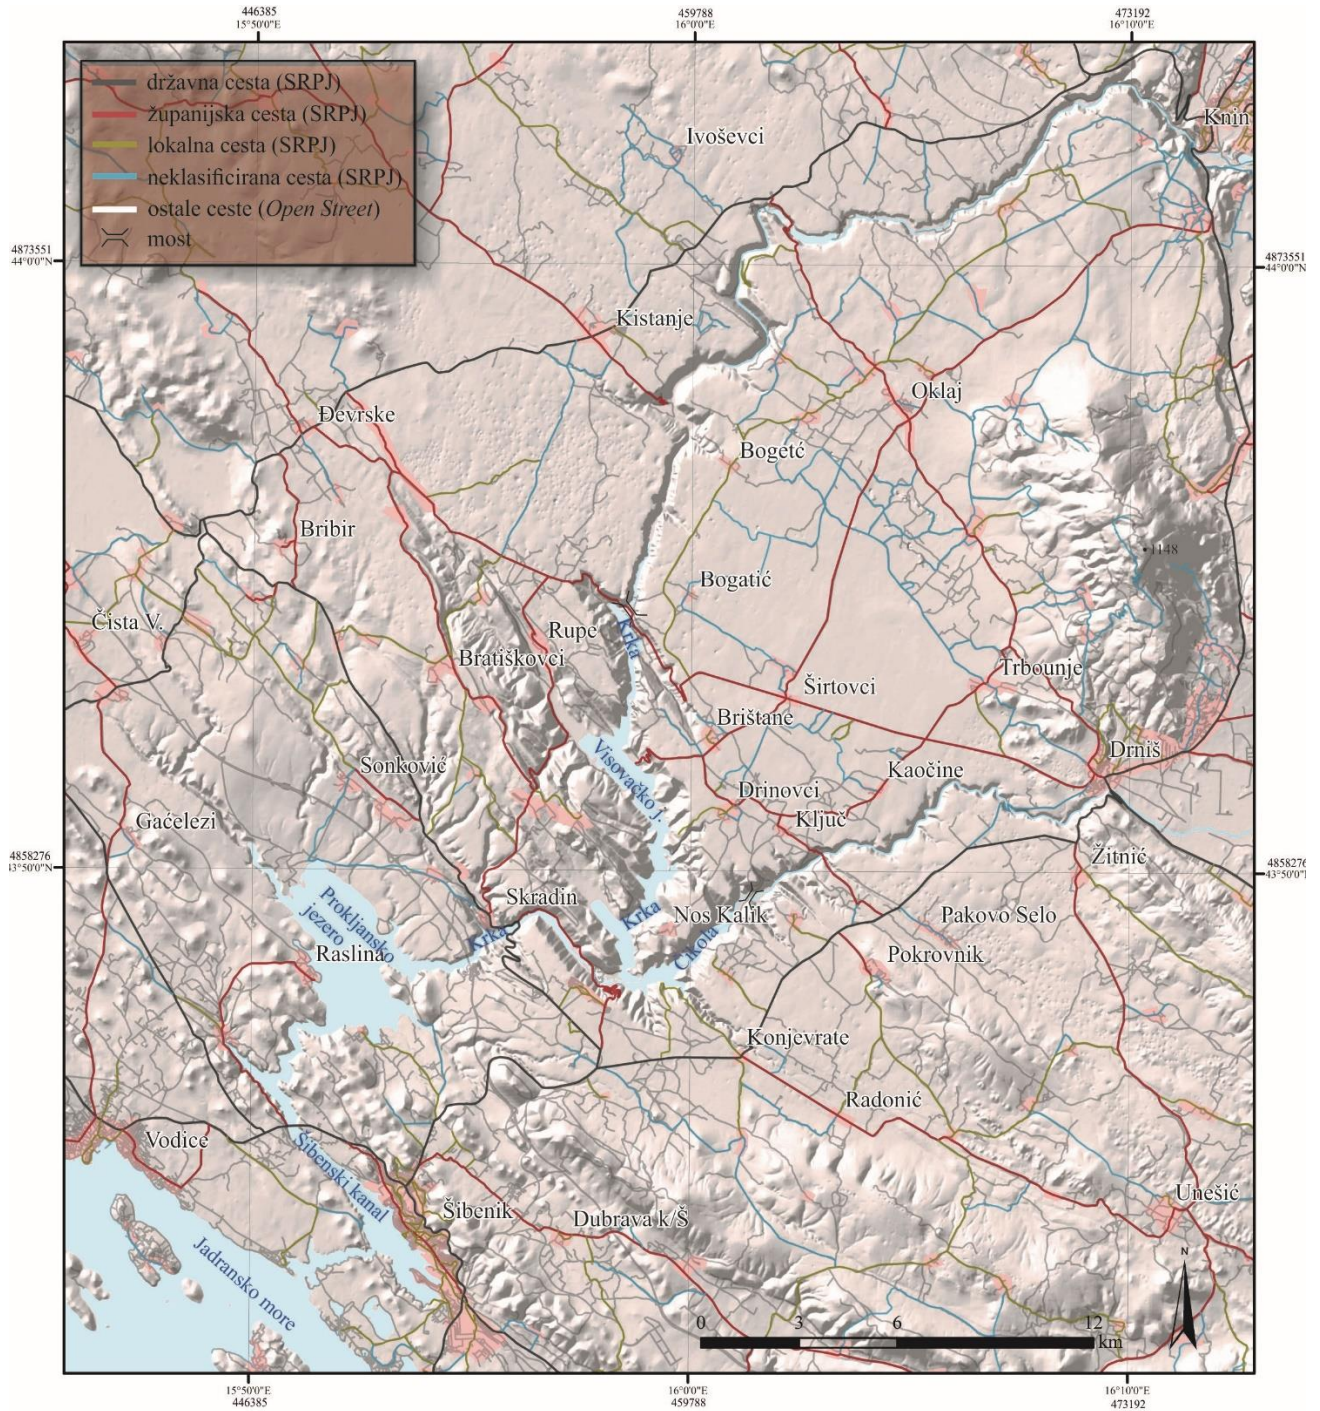 446385
15°50'0"E
459788
16°0'0"E
473192
16°10'0"E
državna cesta (SRPJ)
županijska cesta (SRPJ)
lokalna cesta (SRPJ)
neklasificirana cesta (SRPJ)
ostale ceste (Open Street)
most
Knin
Ivoševci
4873551
44°0'0"N
4873551
44°0'0"N
Kistanje
Oklaj
Đevrske
Bogetć
Bribir
1148
Bogatić
Čista V.
Rupe
Krka
Bratiškovci
Trbounje
Širtovci
Brištane
Drniš
Sonković
Visovačko j.
Kaočine
Drinovci
Gaćelezi
Ključ
4858276
43°50'0"N
Žitnić
4858276
43°50'0"N
Skradin
Prokljansko
jezero
Krka
Krka
Nos Kalik
Pakovo Selo
Čikola
Raslina
Pokrovnik
Konjevrate
Radonić
Vodice
Šibenski kanal
Unešić
Šibenik
Dubrava k/Š
Jadransko more
N
0
3
6
12
km
15°50'0"E
446385
16°0'0"E
459788
16°10'0"E
473192